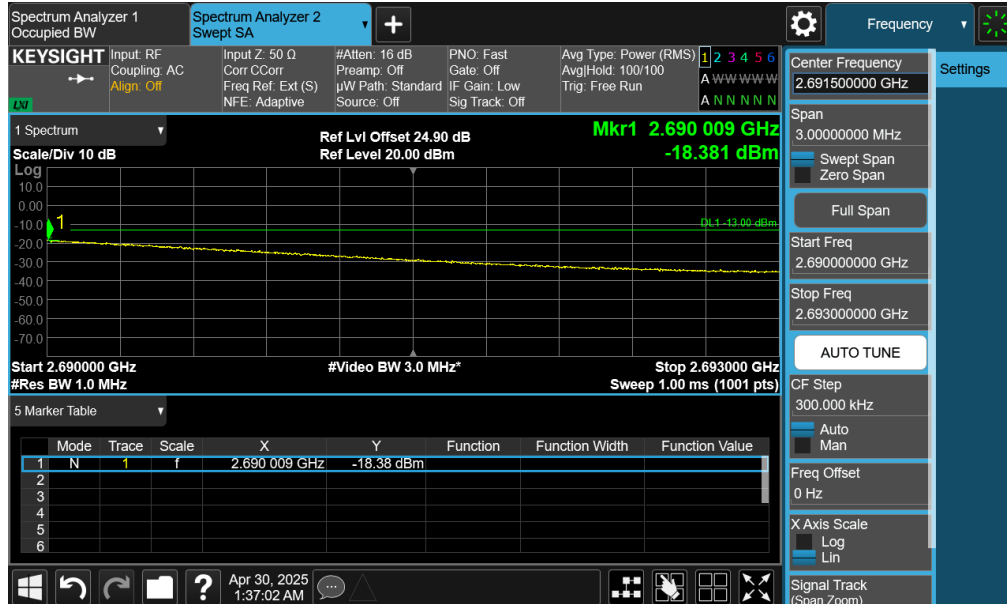 Spectrum Analyzer 1
Occupied BW
Spectrum Analyzer 2
Swept SA
▼
+
Frequency
▼
KEYSIGHT
LXI
Input: RF
Coupling: AC
Align: Off
Input Z: 50 Ω
Corr CCorr
Freq Ref: Ext (S)
NFE: Adaptive
#Atten: 16 dB
Preamp: Off
µW Path: Standard
Source: Off
PNO: Fast
Gate: Off
IF Gain: Low
Sig Track: Off
Avg Type: Power (RMS)
Avg|Hold: 100/100
Trig: Free Run
1 2 3 4 5 6
A W W W W W
A N N N N N
1 Spectrum
▼
Scale/Div 10 dB
Ref Lvl Offset 24.90 dB
Ref Level 20.00 dBm
Mkr1 2.690 009 GHz
-18.381 dBm
Log
10.0
0.00
-10.0
-20.0
-30.0
-40.0
-50.0
-60.0
-70.0
1
DL1 -13.00 dBm
Start 2.690000 GHz
#Res BW 1.0 MHz
#Video BW 3.0 MHz*
Stop 2.693000 GHz
Sweep 1.00 ms (1001 pts)
5 Marker Table
▼
Mode Trace Scale X Y Function Function Width Function Value
1 N 1 f 2.690 009 GHz -18.38 dBm
2
3
4
5
6
?
Apr 30, 2025
1:37:02 AM
Center Frequency
2.691500000 GHz
Settings
Span
3.00000000 MHz
Swept Span
Zero Span
Full Span
Start Freq
2.690000000 GHz
Stop Freq
2.693000000 GHz
AUTO TUNE
CF Step
300.000 kHz
Auto
Man
Freq Offset
0 Hz
X Axis Scale
Log
Lin
Signal Track
(Span Zoom)